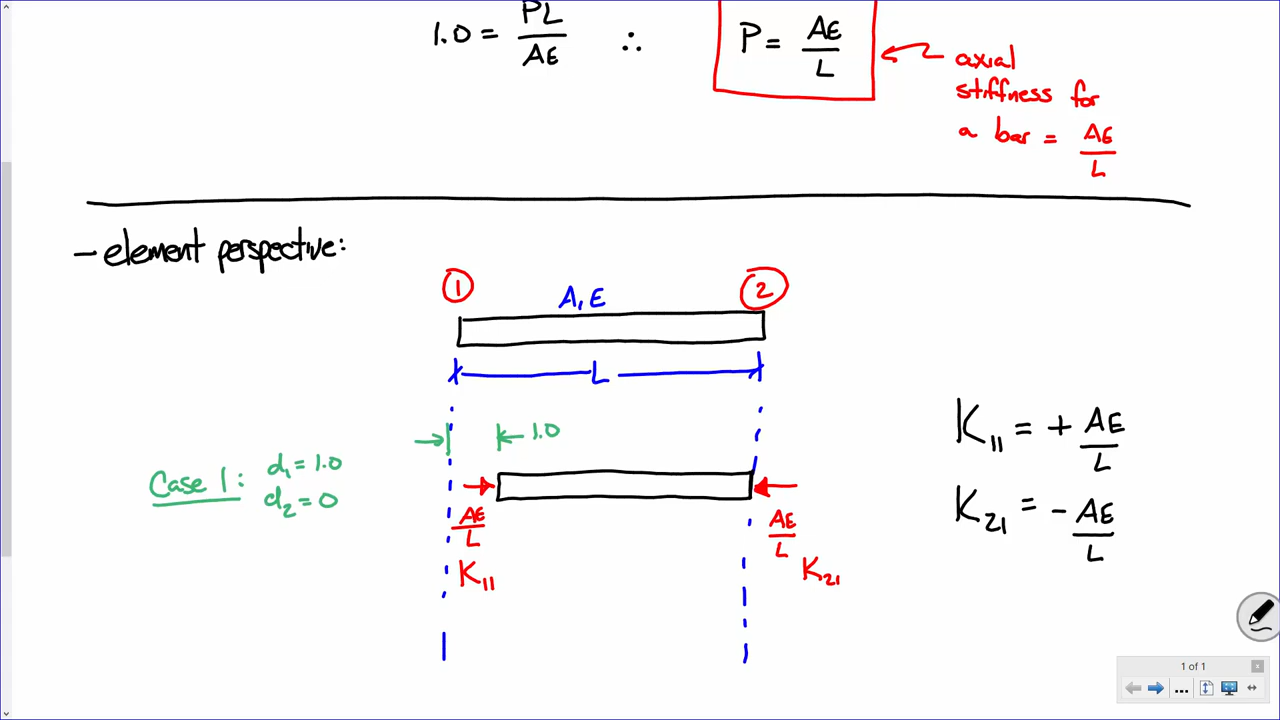 1.0 = PL/AE ∴ P = AE/L
axial
stiffness for
a bar = AE/L
- element perspective:
1 2
A, E
L
1.0
Case 1: d₁ = 1.0
d₂ = 0
AE/L AE/L
K₁₁ K₂₁
K₁₁ = + AE/L
K₂₁ = - AE/L
1 of 1
...